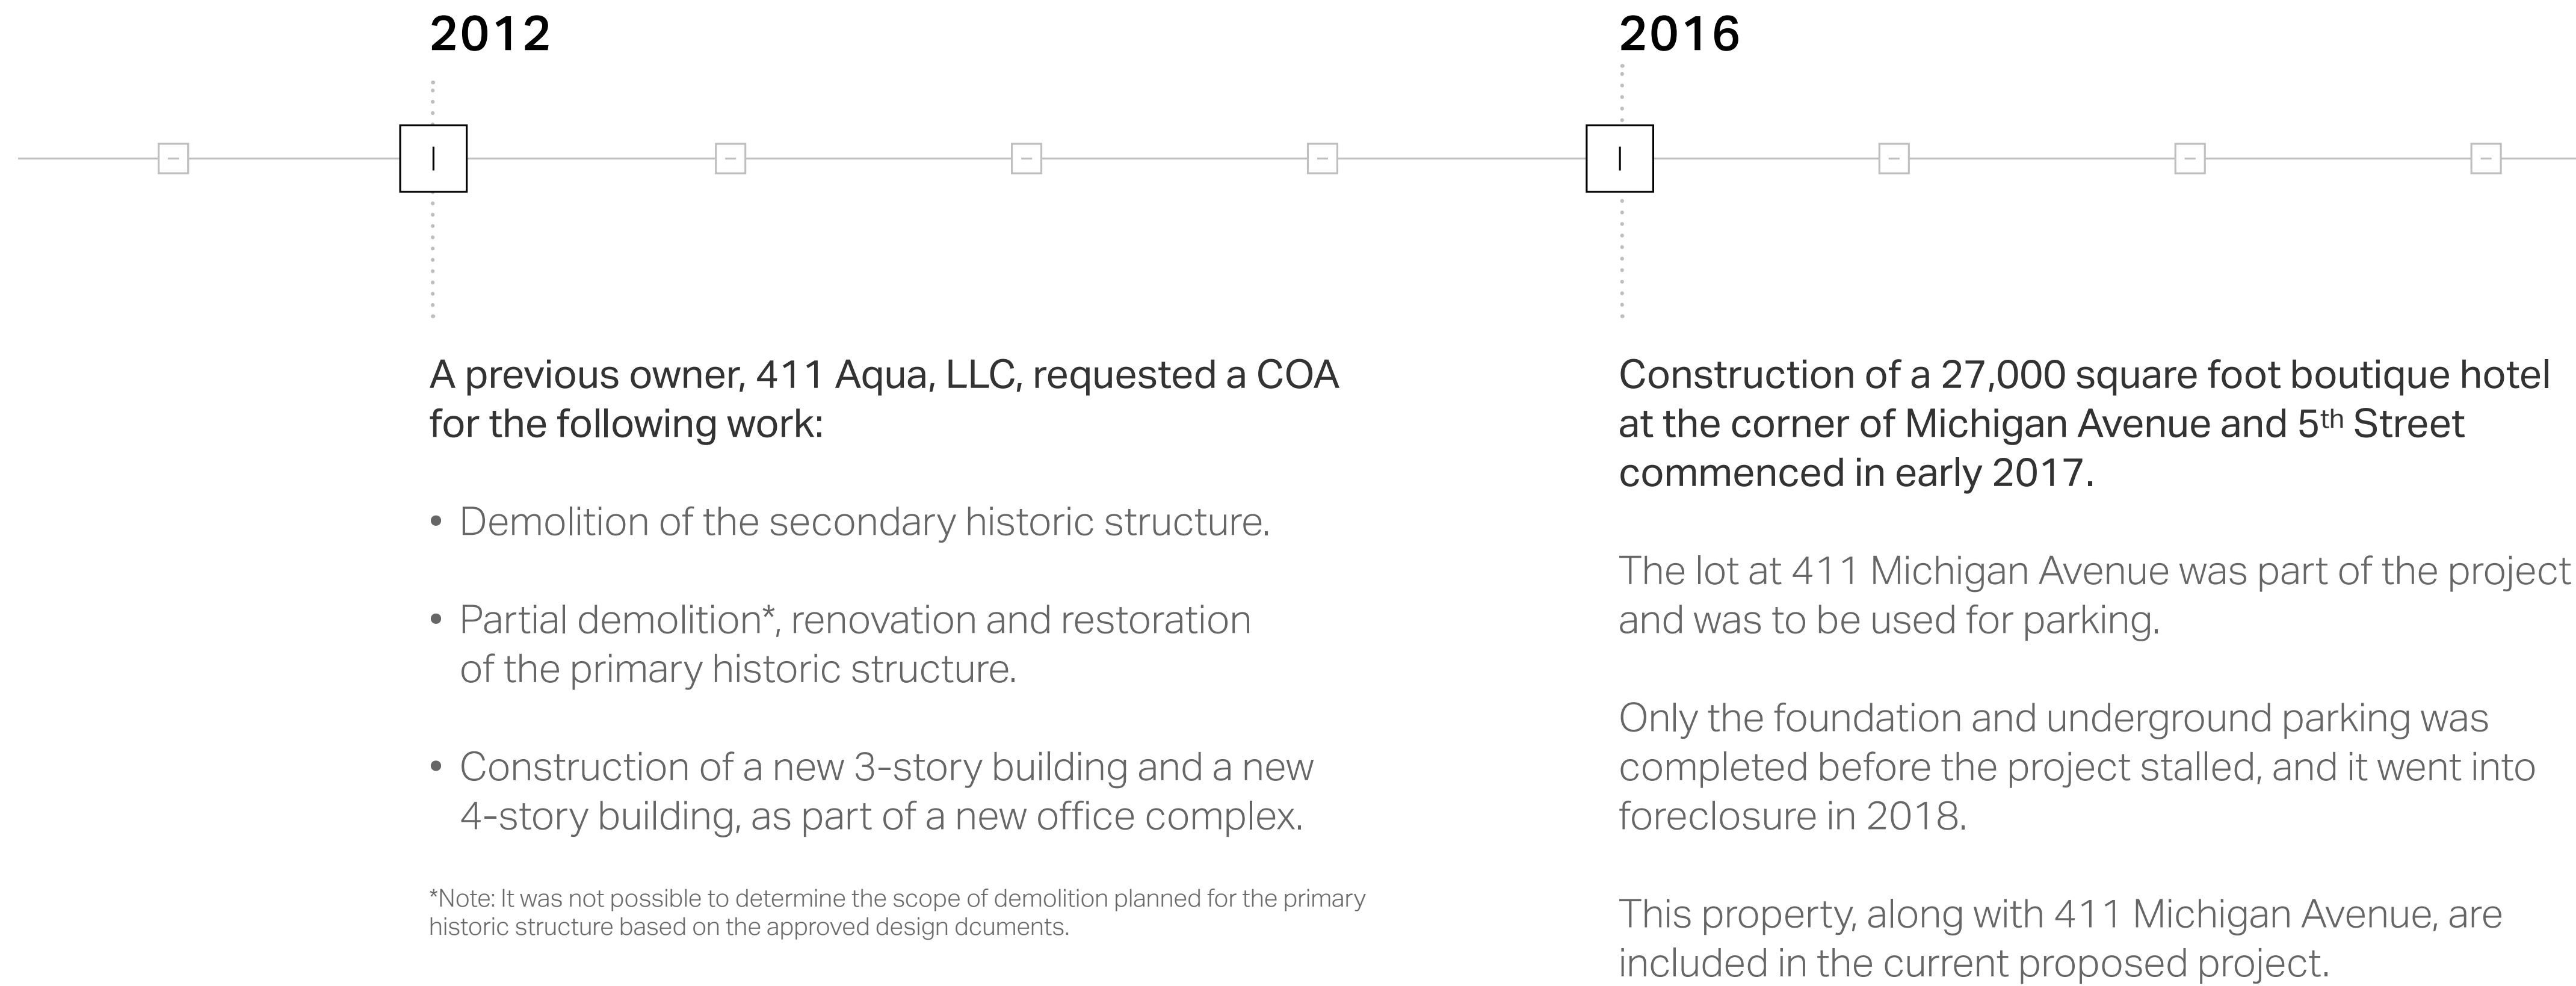 2012
A previous owner, 411 Aqua, LLC, requested a COA
for the following work:
• Demolition of the secondary historic structure.
• Partial demolition*, renovation and restoration
of the primary historic structure.
• Construction of a new 3-story building and a new
4-story building, as part of a new office complex.
*Note: It was not possible to determine the scope of demolition planned for the primary
historic structure based on the approved design dcuments.
2016
Construction of a 27,000 square foot boutique hotel
at the corner of Michigan Avenue and 5th Street
commenced in early 2017.
The lot at 411 Michigan Avenue was part of the project
and was to be used for parking.
Only the foundation and underground parking was
completed before the project stalled, and it went into
foreclosure in 2018.
This property, along with 411 Michigan Avenue, are
included in the current proposed project.